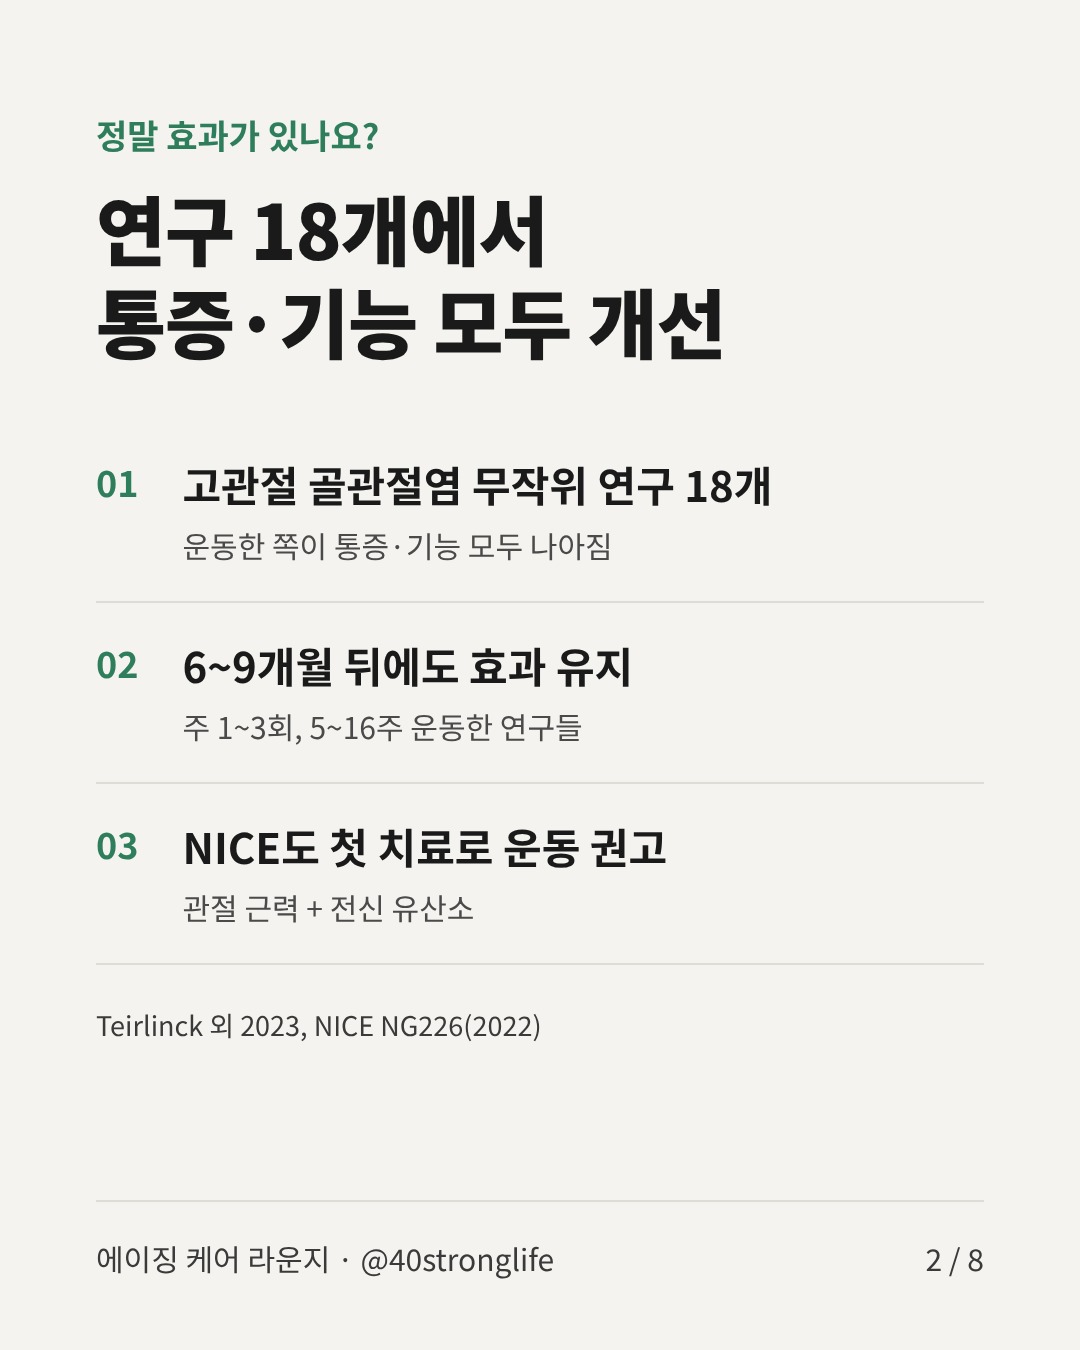 정말 효과가 있나요?
연구 18개에서
통증·기능 모두 개선
01 고관절 골관절염 무작위 연구 18개
운동한 쪽이 통증·기능 모두 나아짐
02 6~9개월 뒤에도 효과 유지
주 1~3회, 5~16주 운동한 연구들
03 NICE도 첫 치료로 운동 권고
관절 근력 + 전신 유산소
Teirlinck 외 2023, NICE NG226(2022)
에이징 케어 라운지 · @40stronglife
2 / 8